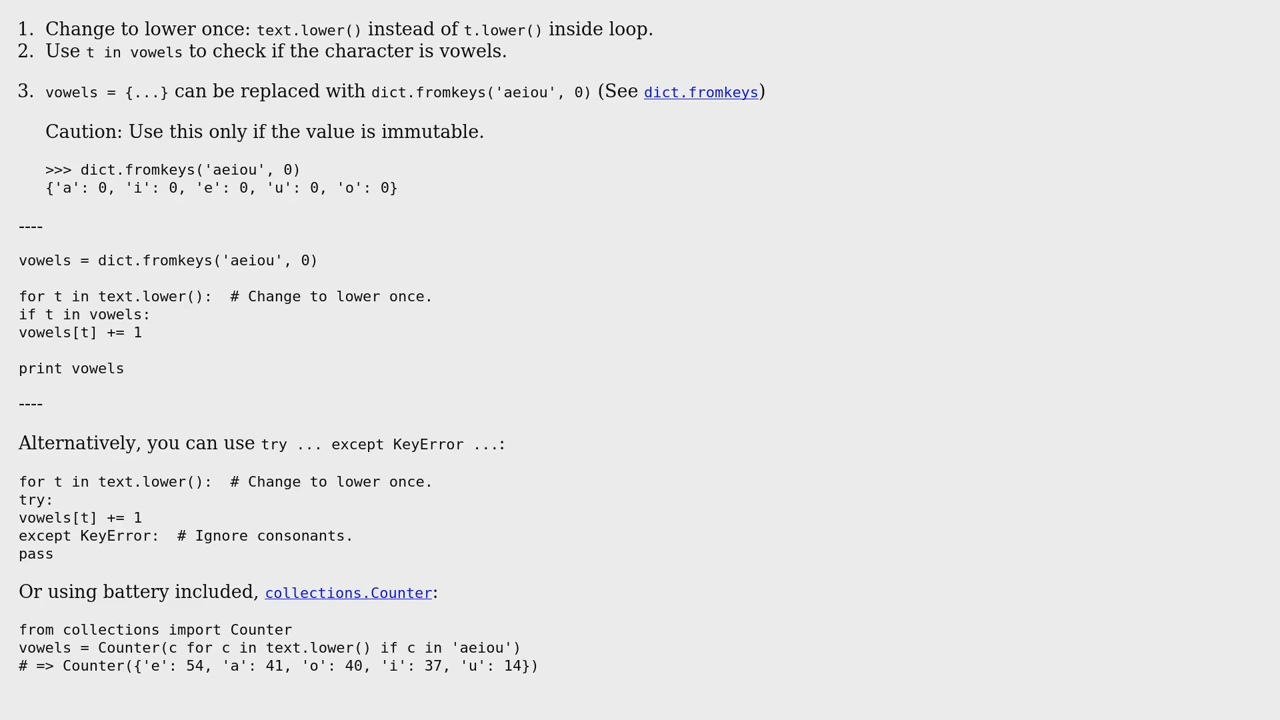 1. Change to lower once: text.lower() instead of t.lower() inside loop.
2. Use t in vowels to check if the character is vowels.
3. vowels = {...} can be replaced with dict.fromkeys('aeiou', 0) (See dict.fromkeys)
Caution: Use this only if the value is immutable.
>>> dict.fromkeys('aeiou', 0)
{'a': 0, 'i': 0, 'e': 0, 'u': 0, 'o': 0}
----
vowels = dict.fromkeys('aeiou', 0)
for t in text.lower():  # Change to lower once.
if t in vowels:
vowels[t] += 1
print vowels
----
Alternatively, you can use try ... except KeyError ...:
for t in text.lower():  # Change to lower once.
try:
vowels[t] += 1
except KeyError:  # Ignore consonants.
pass
Or using battery included, collections.Counter:
from collections import Counter
vowels = Counter(c for c in text.lower() if c in 'aeiou')
# => Counter({'e': 54, 'a': 41, 'o': 40, 'i': 37, 'u': 14})